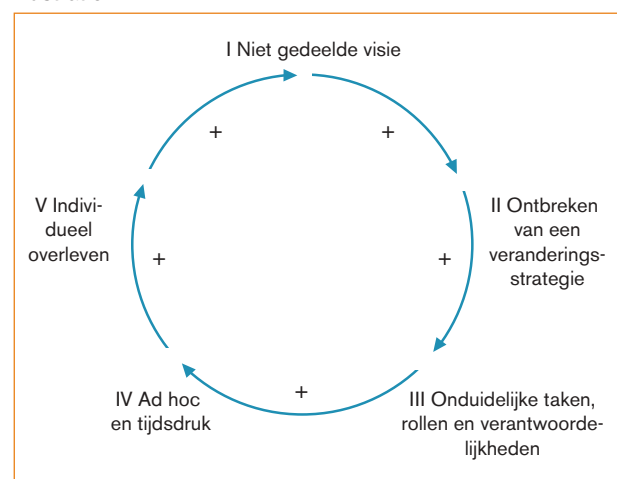 I Niet gedeelde visie
+
+
V Indivi-
dueel
overleven
II Ontbreken
van een
veranderings-
strategie
+
+
+
IV Ad hoc
en tijdsdruk
III Onduidelijke taken,
rollen en verantwoorde-
lijkheden